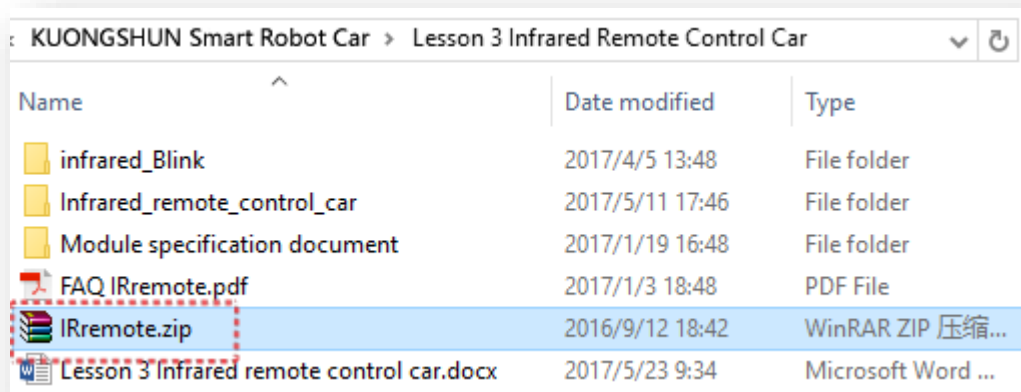 KUONGSHUN Smart Robot Car > Lesson 3 Infrared Remote Control Car
Name Date modified Type
infrared_Blink 2017/4/5 13:48 File folder
Infrared_remote_control_car 2017/5/11 17:46 File folder
Module specification document 2017/1/19 16:48 File folder
FAQ IRremote.pdf 2017/1/3 18:48 PDF File
IRremote.zip 2016/9/12 18:42 WinRAR ZIP 压缩...
Lesson 3 Infrared remote control car.docx 2017/5/23 9:34 Microsoft Word ...